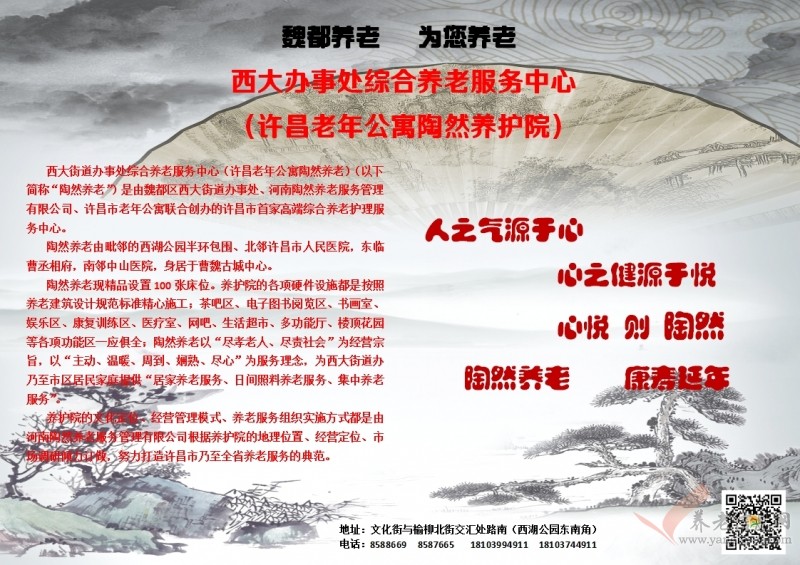 魏都养老 为您养老
西大办事处综合养老服务中心
（许昌老年公寓陶然养护院）
西大街道办事处综合养老服务中心（许昌老年公寓陶然养老）（以下
简称“陶然养老”）是由魏都区西大街道办事处、河南陶然养老服务管理
有限公司、许昌市老年公寓联合创办的许昌市首家高端综合养老护理服
务中心。
陶然养老由毗邻的西湖公园半环包围、北邻许昌市人民医院，东临
曹丞相府，南邻中山医院，身居于曹魏古城中心。
陶然养老现精品设置 100 张床位。养护院的各项硬件设施都是按照
养老建筑设计规范标准精心施工；茶吧区、电子图书阅览区、书画室、
娱乐区、康复训练区、医疗室、网吧、生活超市、多功能厅、楼顶花园
等各项功能区一应俱全；陶然养老以“尽孝老人、尽责社会”为经营宗
旨，以“主动、温暖、周到、娴熟、尽心”为服务理念，为西大街道办
乃至市区居民家庭提供“居家养老服务、日间照料养老服务、集中养老
服务”。
养护院的文化 、经营管理模式、养老服务组织实施方式都是由
河南陶然养老服务管理有限公司根据养护院的地理位置、经营定位、市
场 ，努力打造许昌市乃至全省养老服务的典范。
人之气源于心
心之健源于悦
心悦 则 陶然
陶然养老 康寿延年
地址：文化街与榆柳北街交汇处路南（西湖公园东南角）
电话：8588669 8587665 18103994911 18103744911